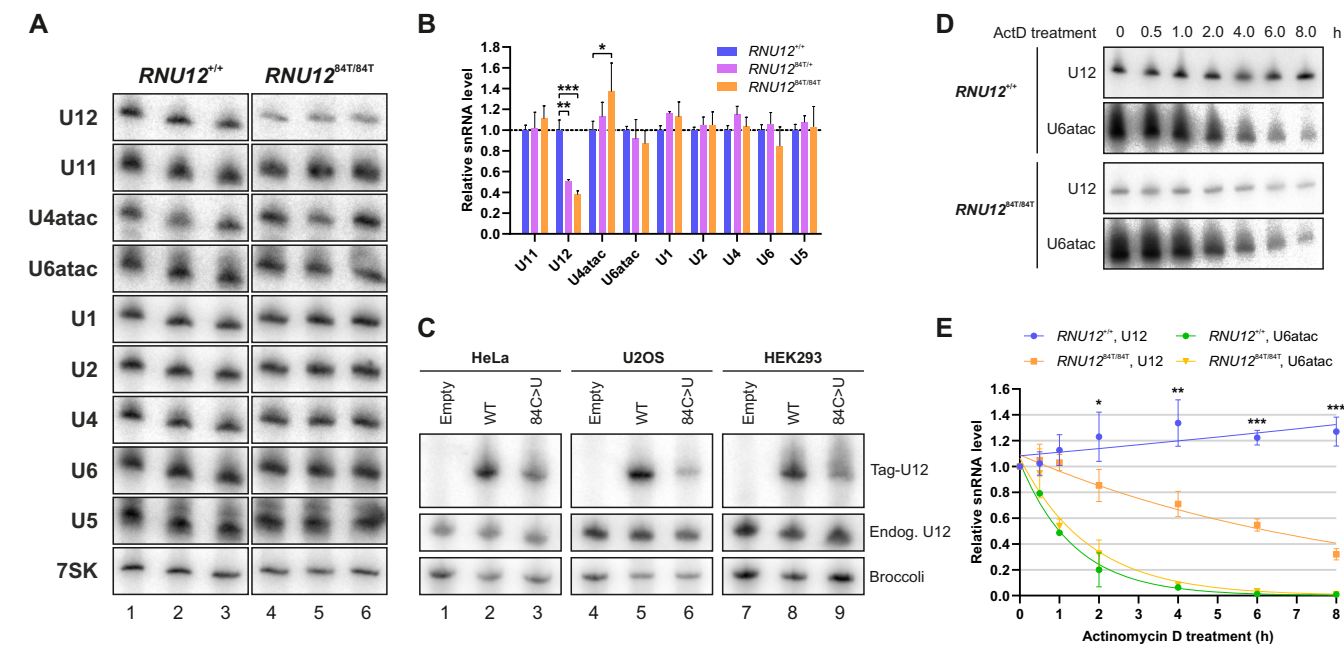 A
RNU12+/+ RNU1284T/84T
U12
U11
U4atac
U6atac
U1
U2
U4
U6
U5
7SK
1 2 3 4 5 6
B
Relative snRNA level
1.8
1.6
1.4
1.2
1.0
0.8
0.6
0.4
0.2
0.0
*
***
**
RNU12+/+
RNU1284T/+
RNU1284T/84T
U11 U12 U4atac U6atac U1 U2 U4 U6 U5
C
HeLa U2OS HEK293
Empty WT 84C>U Empty WT 84C>U Empty WT 84C>U
Tag-U12
Endog. U12
Broccoli
1 2 3 4 5 6 7 8 9
D
ActD treatment 0 0.5 1.0 2.0 4.0 6.0 8.0 h
RNU12+/+
U12
U6atac
RNU1284T/84T
U12
U6atac
E
RNU12+/+, U12 RNU12+/+, U6atac
RNU1284T/84T, U12 RNU1284T/84T, U6atac
Relative snRNA level
1.6
1.4
1.2
1.0
0.8
0.6
0.4
0.2
0.0
* ** *** ***
0 1 2 3 4 5 6 7 8
Actinomycin D treatment (h)